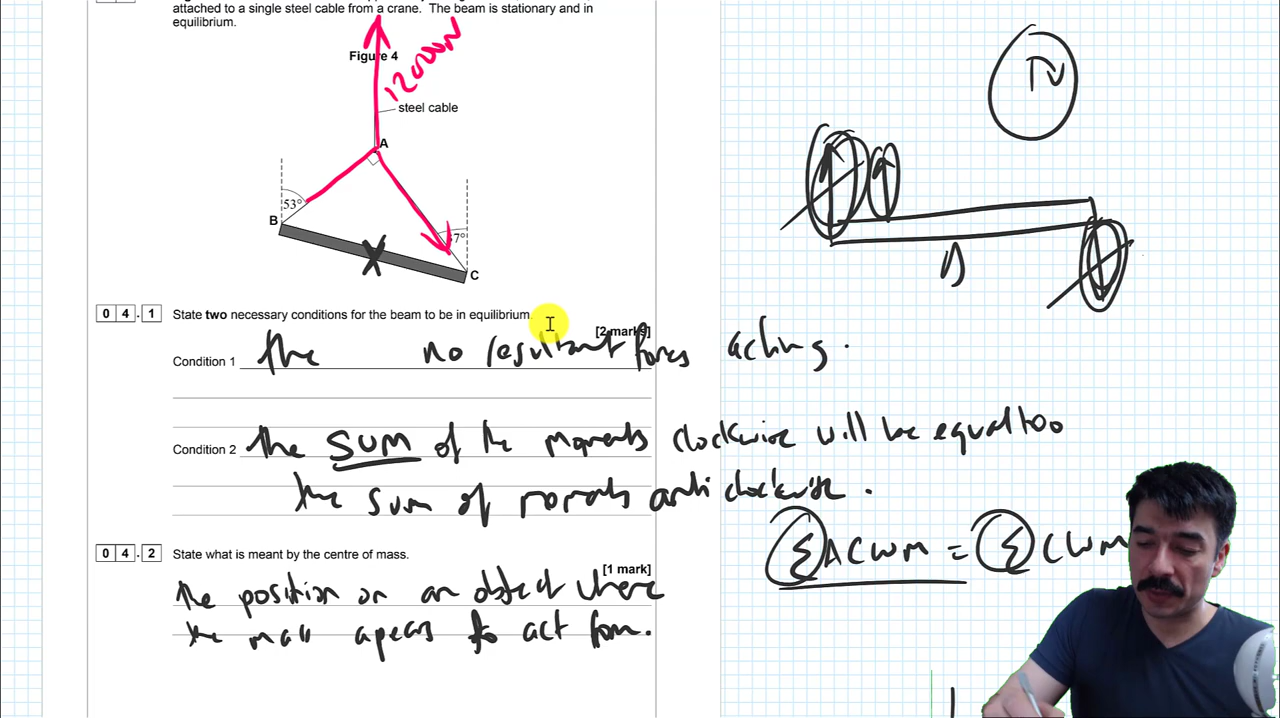 attached to a single steel cable from a crane. The beam is stationary and in
equilibrium.
Figure 4
12000N
steel cable
A
53°
7°
B
C
N
0 4 . 1 State two necessary conditions for the beam to be in equilibrium.
[2 marks]
Condition 1 the no resultant forces acting.
Condition 2 the sum of the moments clockwise will be equal too
the sum of moments anticlockwise.
ΣACWM = ΣCWM
0 4 . 2 State what is meant by the centre of mass.
[1 mark]
the position on an object where
the mass apears to act from.